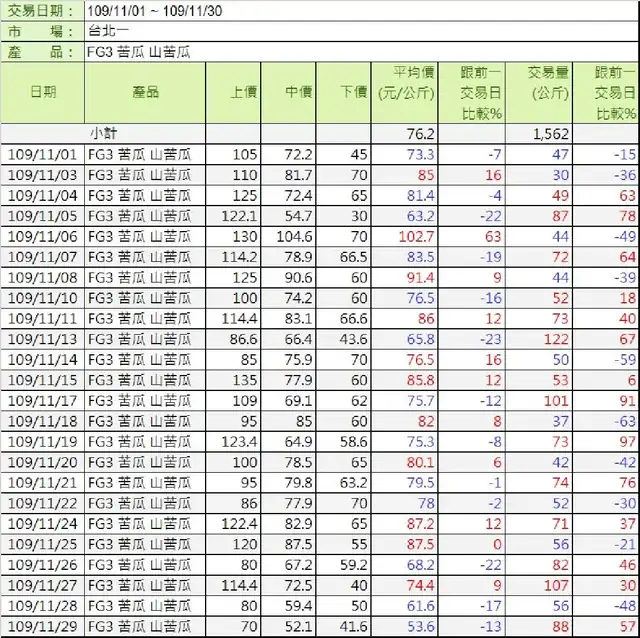 交易日期： 109/11/01 ~ 109/11/30
市 場： 台北一
產 品： FG3 苦瓜 山苦瓜
日期 產品 上價 中價 下價 平均價(元/公斤) 跟前一交易日比較% 交易量(公斤) 跟前一交易日比較%
小計 76.2 1,562
109/11/01 FG3 苦瓜 山苦瓜 105 72.2 45 73.3 -7 47 -15
109/11/03 FG3 苦瓜 山苦瓜 110 81.7 70 85 16 30 -36
109/11/04 FG3 苦瓜 山苦瓜 125 72.4 65 81.4 -4 49 63
109/11/05 FG3 苦瓜 山苦瓜 122.1 54.7 30 63.2 -22 87 78
109/11/06 FG3 苦瓜 山苦瓜 130 104.6 70 102.7 63 44 -49
109/11/07 FG3 苦瓜 山苦瓜 114.2 78.9 66.5 83.5 -19 72 64
109/11/08 FG3 苦瓜 山苦瓜 125 90.6 60 91.4 9 44 -39
109/11/10 FG3 苦瓜 山苦瓜 100 74.2 60 76.5 -16 52 18
109/11/11 FG3 苦瓜 山苦瓜 114.4 83.1 66.6 86 12 73 40
109/11/13 FG3 苦瓜 山苦瓜 86.6 66.4 43.6 65.8 -23 122 67
109/11/14 FG3 苦瓜 山苦瓜 85 75.9 70 76.5 16 50 -59
109/11/15 FG3 苦瓜 山苦瓜 135 77.9 60 85.8 12 53 6
109/11/17 FG3 苦瓜 山苦瓜 109 69.1 62 75.7 -12 101 91
109/11/18 FG3 苦瓜 山苦瓜 95 85 60 82 8 37 -63
109/11/19 FG3 苦瓜 山苦瓜 123.4 64.9 58.6 75.3 -8 73 97
109/11/20 FG3 苦瓜 山苦瓜 100 78.5 65 80.1 6 42 -42
109/11/21 FG3 苦瓜 山苦瓜 95 79.8 63.2 79.5 -1 74 76
109/11/22 FG3 苦瓜 山苦瓜 86 77.9 70 78 -2 52 -30
109/11/24 FG3 苦瓜 山苦瓜 122.4 82.9 65 87.2 12 71 37
109/11/25 FG3 苦瓜 山苦瓜 120 87.5 55 87.5 0 56 -21
109/11/26 FG3 苦瓜 山苦瓜 80 67.2 59.2 68.2 -22 82 46
109/11/27 FG3 苦瓜 山苦瓜 114.4 72.5 40 74.4 9 107 30
109/11/28 FG3 苦瓜 山苦瓜 80 59.4 50 61.6 -17 56 -48
109/11/29 FG3 苦瓜 山苦瓜 70 52.1 41.6 53.6 -13 88 57